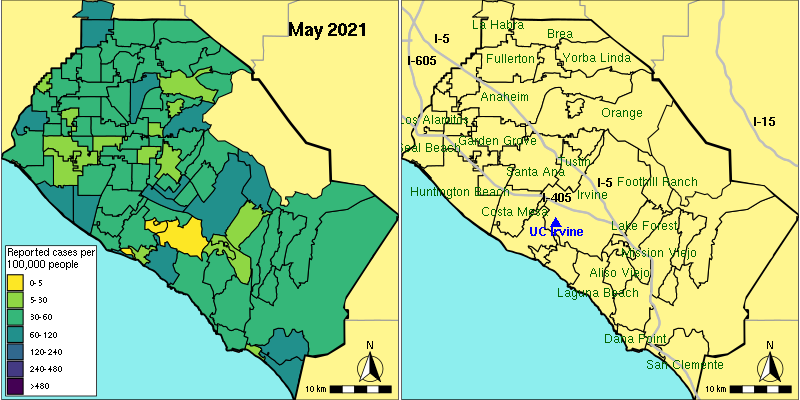 May 2021
Reported cases per
100,000 people
0-5
5-30
30-60
60-120
120-240
240-480
>480
N
10 km
La Habra
Brea
I-5
Fullerton
Yorba Linda
I-605
Anaheim
Orange
I-15
Los Alamitos
Garden Grove
Seal Beach
Tustin
Santa Ana
I-5
Foothill Ranch
Huntington Beach
I-405
Irvine
Costa Mesa
UC Irvine
Lake Forest
Mission Viejo
Aliso Viejo
Laguna Beach
Dana Point
San Clemente
N
10 km